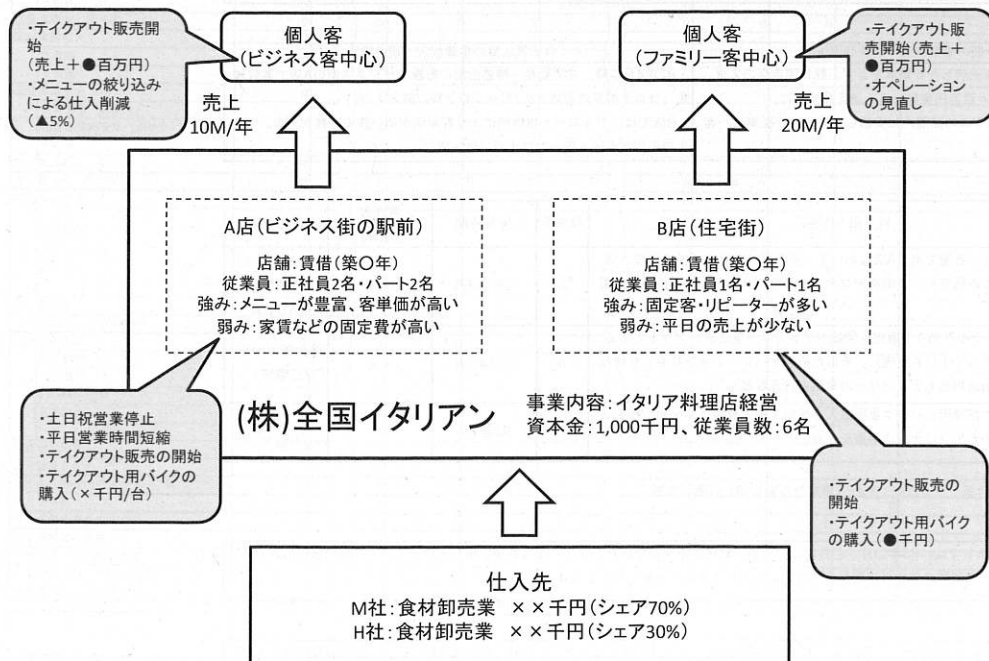 ・テイクアウト販売開
始
(売上+●百万円)
・メニューの絞り込み
による仕入削減
(▲5%)
個人客
(ビジネス客中心)
個人客
(ファミリー客中心)
・テイクアウト販
売開始(売上+
●百万円)
・オペレーション
の見直し
売上
10M/年
売上
20M/年
A店(ビジネス街の駅前)
店舗:賃借(築〇年)
従業員:正社員2名・パート2名
強み:メニューが豊富、客単価が高い
弱み:家賃などの固定費が高い
B店(住宅街)
店舗:賃借(築〇年)
従業員:正社員1名・パート1名
強み:固定客・リピーターが多い
弱み:平日の売上が少ない
・土日祝営業停止
・平日営業時間短縮
・テイクアウト販売の開始
・テイクアウト用バイクの
購入(×千円/台)
(株)全国イタリアン
事業内容:イタリア料理店経営
資本金:1,000千円、従業員数:6名
・テイクアウト販売の
開始
・テイクアウト用バイク
の購入(●千円)
仕入先
M社:食材卸売業 ××千円(シェア70%)
H社:食材卸売業 ××千円(シェア30%)